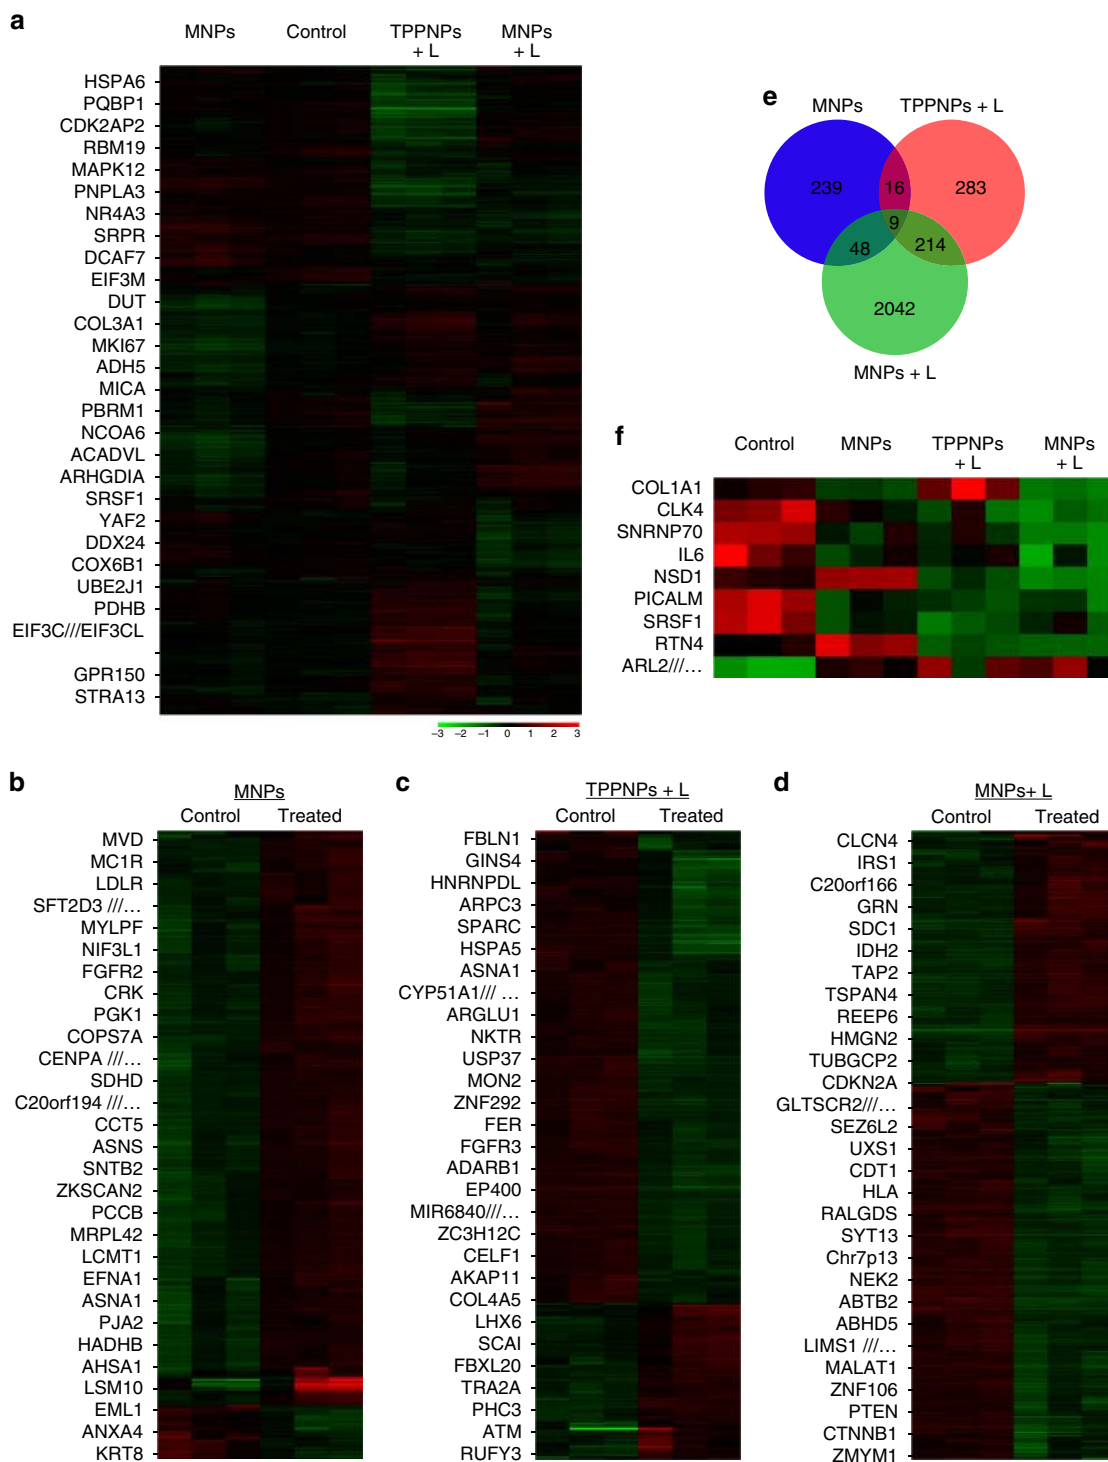 a
MNPs Control TPPNPs + L MNPs + L
HSPA6
PQBP1
CDK2AP2
RBM19
MAPK12
PNPLA3
NR4A3
SRPR
DCAF7
EIF3M
DUT
COL3A1
MKI67
ADH5
MICA
PBRM1
NCOA6
ACADVL
ARHGDIA
SRSF1
YAF2
DDX24
COX6B1
UBE2J1
PDHB
EIF3C///EIF3CL
GPR150
STRA13
−3 −2 −1 0 1 2 3
e
MNPs TPPNPs + L
239 16 283
9
48 214
2042
MNPs + L
f
Control MNPs TPPNPs + L MNPs + L
COL1A1
CLK4
SNRNP70
IL6
NSD1
PICALM
SRSF1
RTN4
ARL2///...
b
MNPs
Control Treated
MVD
MC1R
LDLR
SFT2D3 ///...
MYLPF
NIF3L1
FGFR2
CRK
PGK1
COPS7A
CENPA ///...
SDHD
C20orf194 ///...
CCT5
ASNS
SNTB2
ZKSCAN2
PCCB
MRPL42
LCMT1
EFNA1
ASNA1
PJA2
HADHB
AHSA1
LSM10
EML1
ANXA4
KRT8
c
TPPNPs + L
Control Treated
FBLN1
GINS4
HNRNPDL
ARPC3
SPARC
HSPA5
ASNA1
CYP51A1/// ...
ARGLU1
NKTR
USP37
MON2
ZNF292
FER
FGFR3
ADARB1
EP400
MIR6840///...
ZC3H12C
CELF1
AKAP11
COL4A5
LHX6
SCAI
FBXL20
TRA2A
PHC3
ATM
RUFY3
d
MNPs+ L
Control Treated
CLCN4
IRS1
C20orf166
GRN
SDC1
IDH2
TAP2
TSPAN4
REEP6
HMGN2
TUBGCP2
CDKN2A
GLTSCR2///...
SEZ6L2
UXS1
CDT1
HLA
RALGDS
SYT13
Chr7p13
NEK2
ABTB2
ABHD5
LIMS1 ///...
MALAT1
ZNF106
PTEN
CTNNB1
ZMYM1